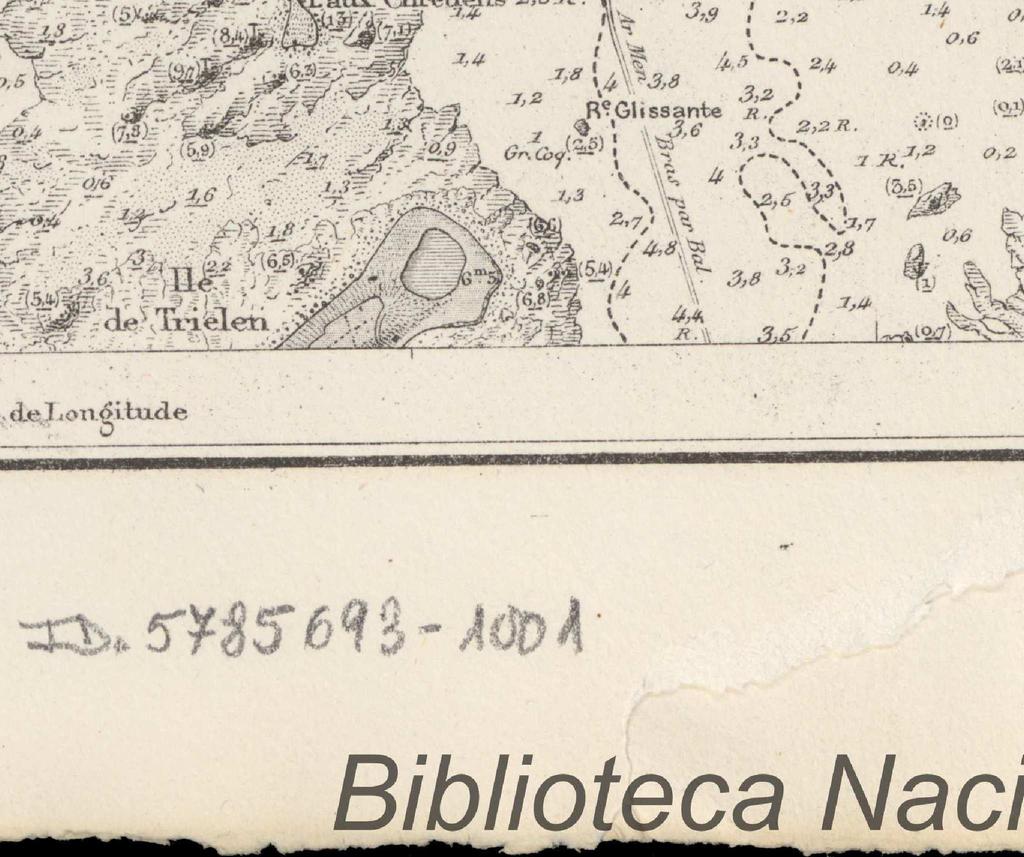 (5) (13) 1,4 3,9 2,2 1,4
1,3 (8,4) (7,1) 0,6
1,4 4,5 2,4 0,4
(9,7) (6,3) 1,8 4 3,8
1,2 3,2
Re Glissante R.
(7,3) 1 3,6 2,2 R. (0)
0,4 (5,9) 0,9 Gr. Coq. (2,5) 3,3 1 R. 1,2 0,2
1,7 4
0/6 1,6 1,3 1,3 2,6 3,3 (3,5)
0,4 1,3 2,7 1,7
1,8 (6,6) 4,8 2,8 0,6
3 2,2 (6,5)
3,6 6m5 (5,4) 3,8 3,2
Ile (6,8) 4 (1)
(5,4) 1,4
de Trielen 4,4
R. 3,5 (0,7)
Ar Men
Bras par Bal.
de Longitude
ID. 5785693-1001
Biblioteca Naci